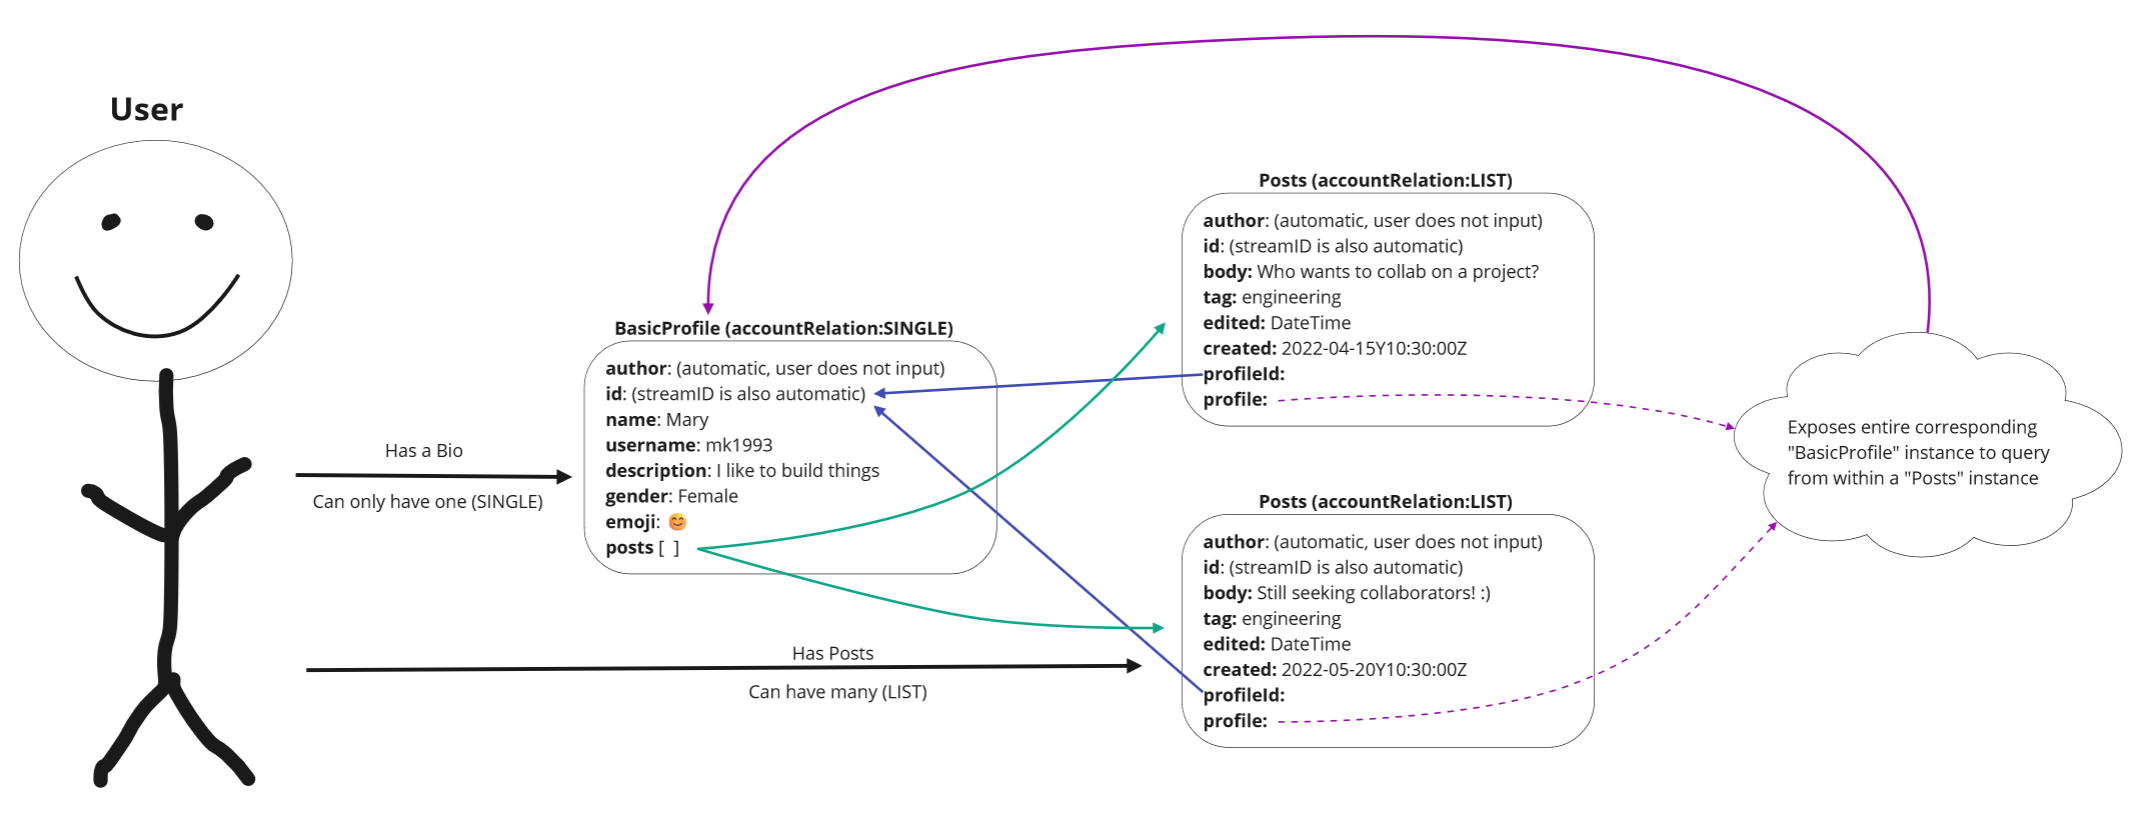 User
Has a Bio
Can only have one (SINGLE)
BasicProfile (accountRelation:SINGLE)
author: (automatic, user does not input)
id: (streamID is also automatic)
name: Mary
username: mk1993
description: I like to build things
gender: Female
emoji: 😊
posts [ ]
Has Posts
Can have many (LIST)
Posts (accountRelation:LIST)
author: (automatic, user does not input)
id: (streamID is also automatic)
body: Who wants to collab on a project?
tag: engineering
edited: DateTime
created: 2022-04-15Y10:30:00Z
profileId:
profile:
Posts (accountRelation:LIST)
author: (automatic, user does not input)
id: (streamID is also automatic)
body: Still seeking collaborators! :)
tag: engineering
edited: DateTime
created: 2022-05-20Y10:30:00Z
profileId:
profile:
Exposes entire corresponding
"BasicProfile" instance to query
from within a "Posts" instance